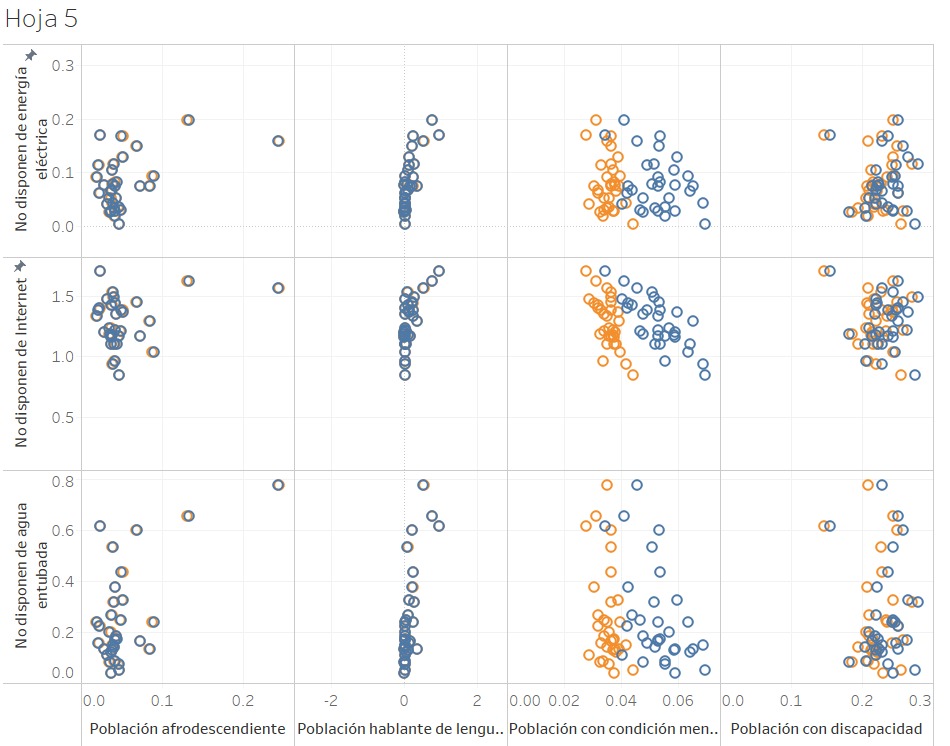 Hoja 5
No disponen de energía
eléctrica
0.3
0.2
0.1
0.0
No disponen de Internet
1.5
1.0
0.5
No disponen de agua
entubada
0.8
0.6
0.4
0.2
0.0
0.0 0.1 0.2
-2 0 2
0.00 0.02 0.04 0.06
0.0 0.1 0.2 0.3
Población afrodescendiente
Población hablante de lengu..
Población con condición men..
Población con discapacidad